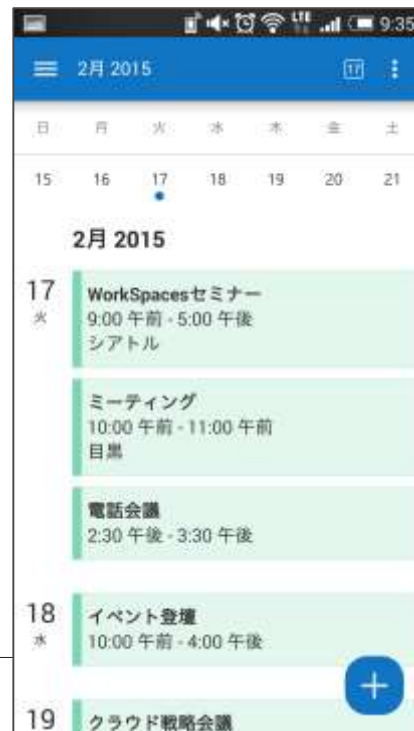 LTE 9:35
2月 2015 17
日 月 火 水 木 金 土
15 16 17 18 19 20 21
2月 2015
17
火
WorkSpacesセミナー
9:00 午前 - 5:00 午後
シアトル
ミーティング
10:00 午前 - 11:00 午前
目黒
電話会議
2:30 午後 - 3:30 午後
18
水
イベント登壇
10:00 午前 - 4:00 午後
19
クラウド戦略会議